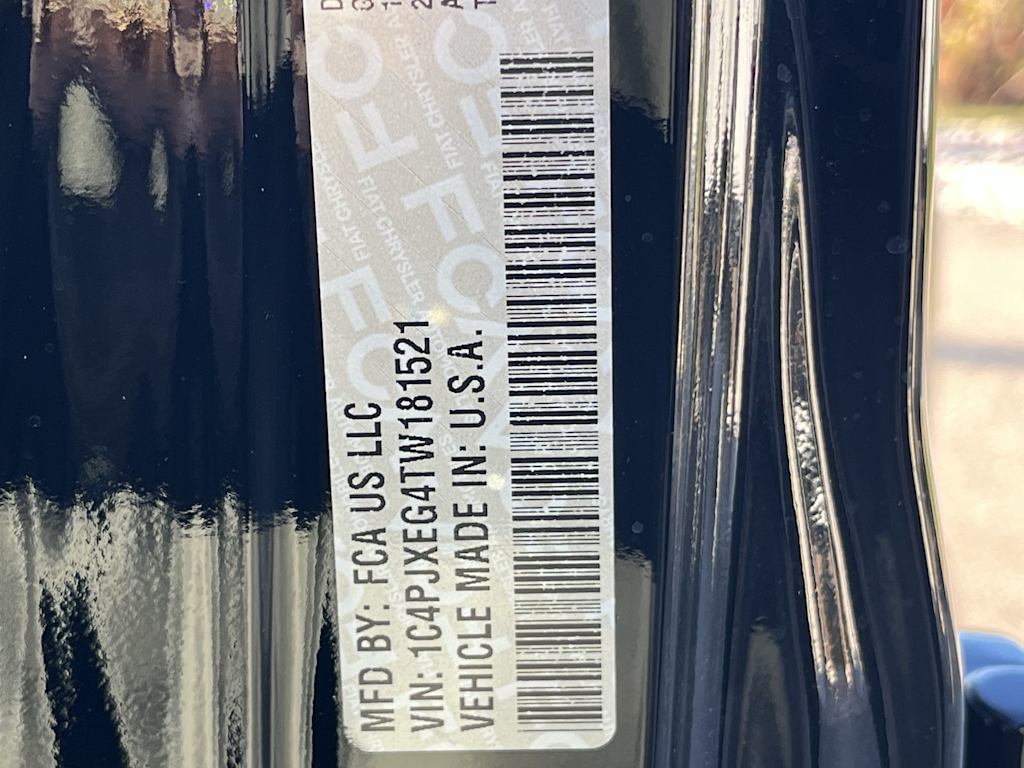 MFD BY: FCA US LLC
VIN: 1C4PJXEG4TW181521
VEHICLE MADE IN: U.S.A.